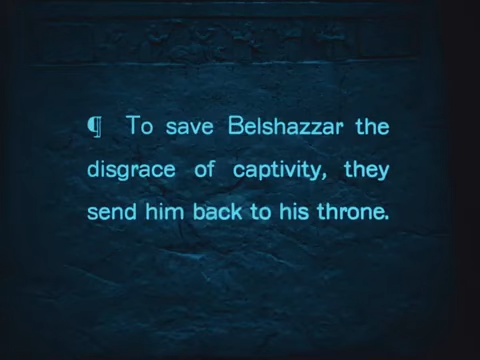 ¶ To save Belshazzar the
disgrace of captivity, they
send him back to his throne.